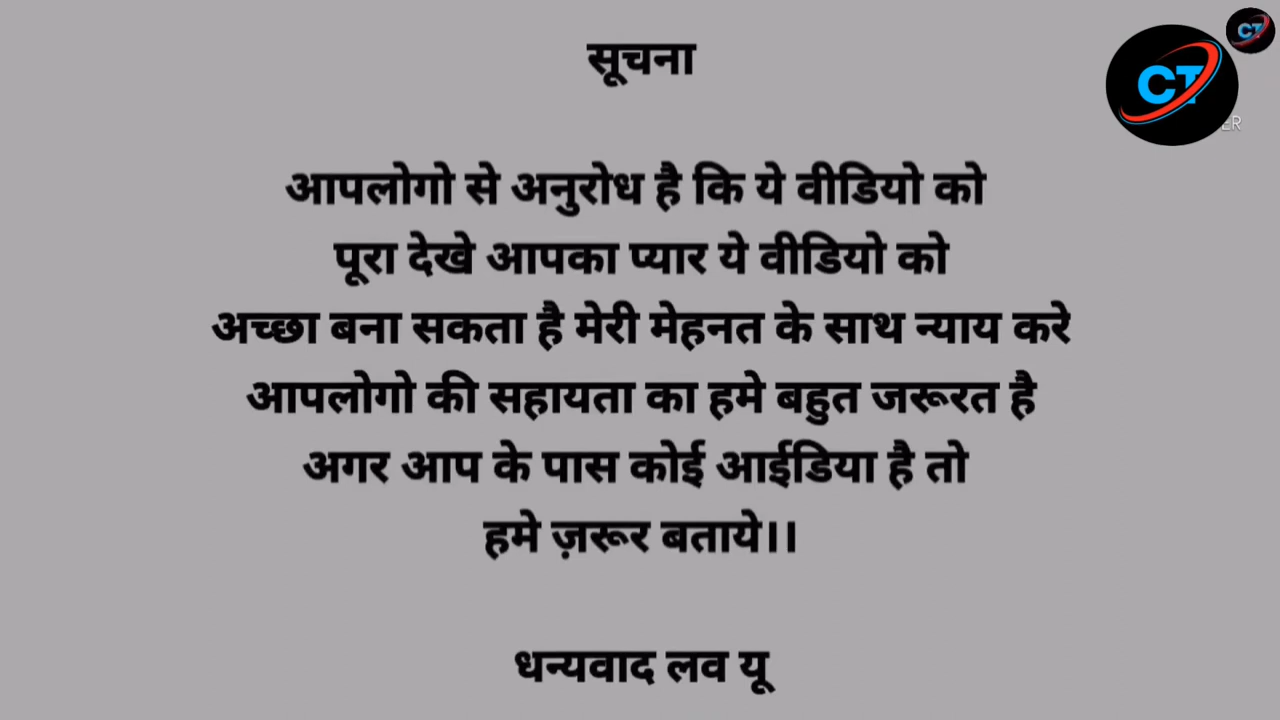 CT
CT
ER
सूचना
आपलोगो से अनुरोध है कि ये वीडियो को
पूरा देखे आपका प्यार ये वीडियो को
अच्छा बना सकता है मेरी मेहनत के साथ न्याय करे
आपलोगो की सहायता का हमे बहुत जरूरत है
अगर आप के पास कोई आईडिया है तो
हमे ज़रूर बताये।।
धन्यवाद लव यू